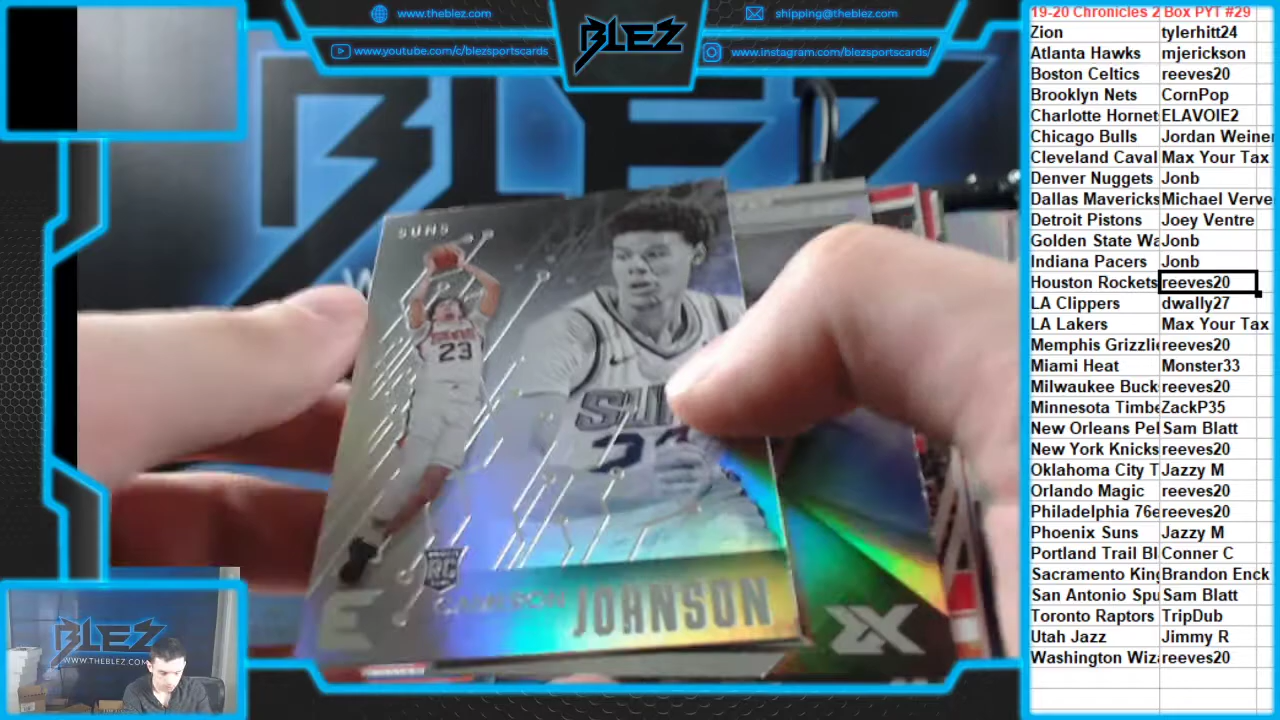 www.theblez.com
www.youtube.com/c/blezsportscards
BLEZ
shipping@theblez.com
www.instagram.com/blezsportscards/
BLEZ
W
SUNS
23
SU
RC
CAMERON JOHNSON
E
XX
BLEZ
WWW.THEBLEZ.COM
19-20 Chronicles 2 Box PYT #29
Zion tylerhitt24
Atlanta Hawks mjerickson
Boston Celtics reeves20
Brooklyn Nets CornPop
Charlotte Hornet ELAVOIE2
Chicago Bulls Jordan Weiner
Cleveland Caval Max Your Tax
Denver Nuggets Jonb
Dallas Mavericks Michael Verve
Detroit Pistons Joey Ventre
Golden State Wa Jonb
Indiana Pacers Jonb
Houston Rockets reeves20
LA Clippers dwally27
LA Lakers Max Your Tax
Memphis Grizzlie reeves20
Miami Heat Monster33
Milwaukee Buck reeves20
Minnesota Timbe ZackP35
New Orleans Pel Sam Blatt
New York Knicks reeves20
Oklahoma City T Jazzy M
Orlando Magic reeves20
Philadelphia 76e reeves20
Phoenix Suns Jazzy M
Portland Trail Bl Conner C
Sacramento King Brandon Enck
San Antonio Spu Sam Blatt
Toronto Raptors TripDub
Utah Jazz Jimmy R
Washington Wiza reeves20